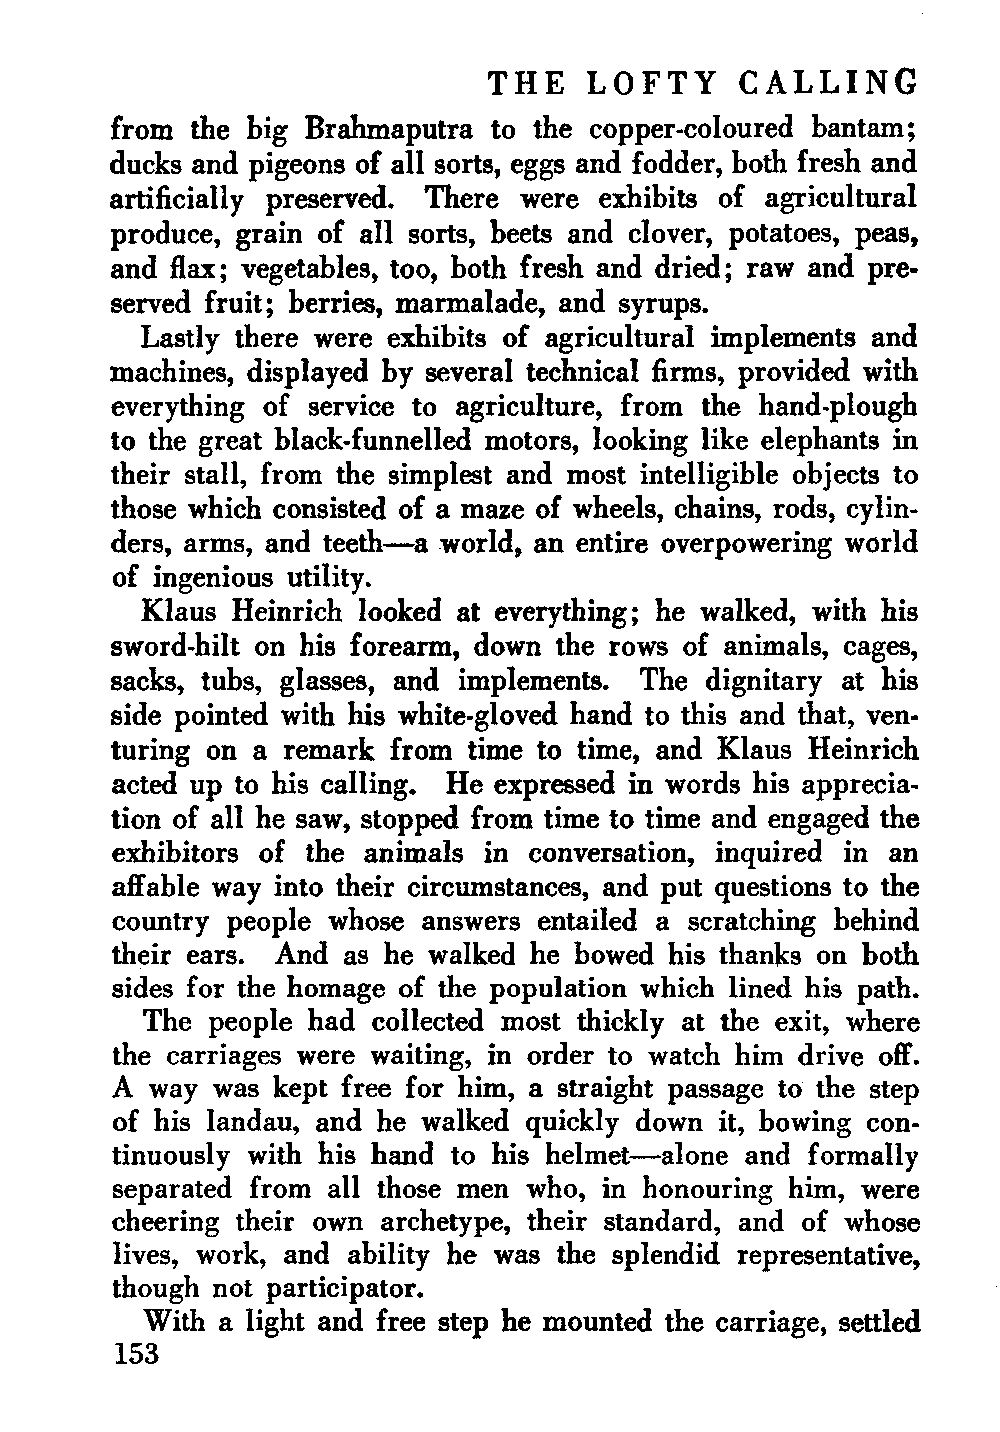 THE LOFTY CALLING
from the big Brahmaputra to the copper-coloured bantam;
ducks and pigeons of all sorts, eggs and fodder, both fresh and
artificially preserved. There were exhibits of agricultural
produce, grain of all sorts, beets and clover, potatoes, peas,
and flax; vegetables, too, both fresh and dried; raw and pre-
served fruit; berries, marmalade, and syrups.
Lastly there were exhibits of agricultural implements and
machines, displayed by several technical firms, provided with
everything of service to agriculture, from the hand-plough
to the great black-funnelled motors, looking like elephants in
their stall, from the simplest and most intelligible objects to
those which consisted of a maze of wheels, chains, rods, cylin-
ders, arms, and teeth—a world, an entire overpowering world
of ingenious utility.
Klaus Heinrich looked at everything; he walked, with his
sword-hilt on his forearm, down the rows of animals, cages,
sacks, tubs, glasses, and implements. The dignitary at his
side pointed with his white-gloved hand to this and that, ven-
turing on a remark from time to time, and Klaus Heinrich
acted up to his calling. He expressed in words his apprecia-
tion of all he saw, stopped from time to time and engaged the
exhibitors of the animals in conversation, inquired in an
affable way into their circumstances, and put questions to the
country people whose answers entailed a scratching behind
their ears. And as he walked he bowed his thanks on both
sides for the homage of the population which lined his path.
The people had collected most thickly at the exit, where
the carriages were waiting, in order to watch him drive off.
A way was kept free for him, a straight passage to the step
of his landau, and he walked quickly down it, bowing con-
tinuously with his hand to his helmet—alone and formally
separated from all those men who, in honouring him, were
cheering their own archetype, their standard, and of whose
lives, work, and ability he was the splendid representative,
though not participator.
With a light and free step he mounted the carriage, settled
153